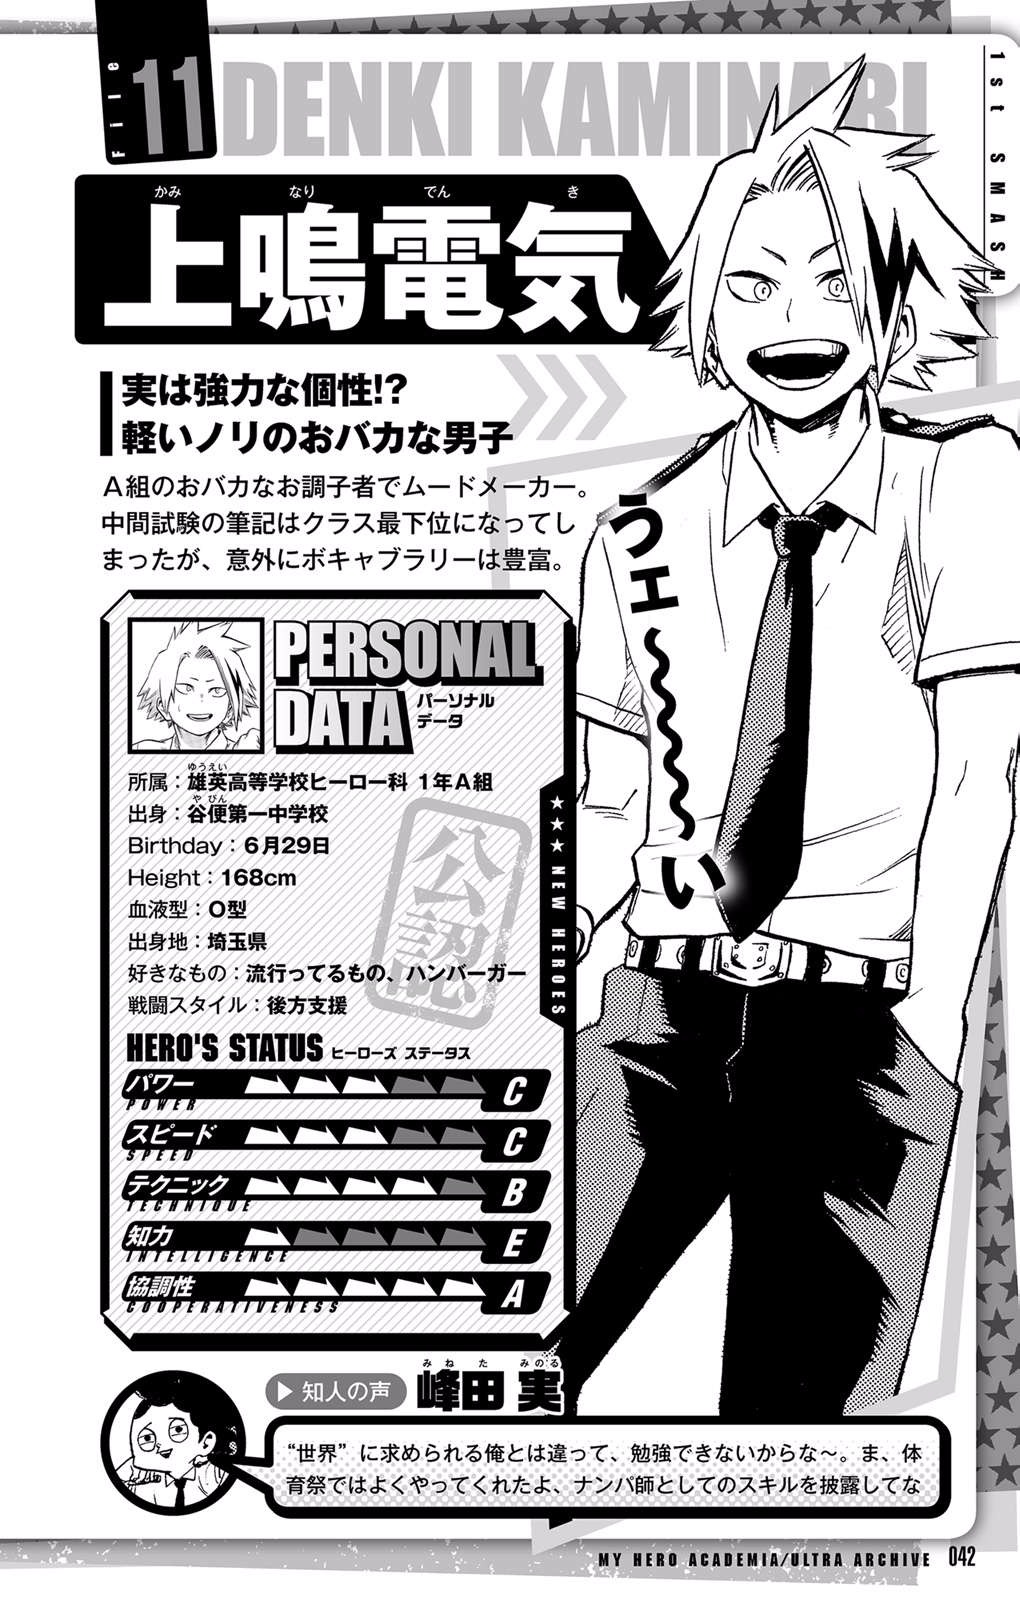 File
11
DENKI KAMINARI
1st SMASH
かみ なり でん き
上鳴電気
実は強力な個性!?
軽いノリのおバカな男子
A組のおバカなお調子者でムードメーカー。
中間試験の筆記はクラス最下位になってし
まったが、意外にボキャブラリーは豊富。
うェ〜〜〜〜い
PERSONAL
DATA
パーソナル
データ
ゆうえい
所属：雄英高等学校ヒーロー科 1年A組
やびん
出身：谷便第一中学校
Birthday：6月29日
Height：168cm
血液型：O型
出身地：埼玉県
好きなもの：流行ってるもの、ハンバーガー
戦闘スタイル：後方支援
公認
★★★ NEW HEROES
HERO'S STATUS ヒーローズ ステータス
パワー
POWER
C
スピード
SPEED
C
テクニック
TECHNIQUE
B
知力
INTELLIGENCE
E
協調性
COOPERATIVENESS
A
▶知人の声
みねた みのる
峰田 実
“世界”に求められる俺とは違って、勉強できないからな〜。ま、体
育祭ではよくやってくれたよ、ナンパ師としてのスキルを披露してな
MY HERO ACADEMIA/ULTRA ARCHIVE 042